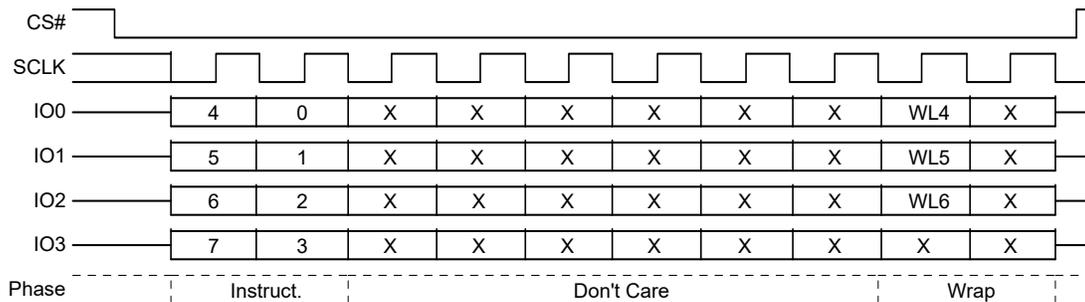 CS#
SCLK
IO0 4 0 X X X X X X WL4 X
IO1 5 1 X X X X X X WL5 X
IO2 6 2 X X X X X X WL6 X
IO3 7 3 X X X X X X X X
Phase Instruct. Don't Care Wrap